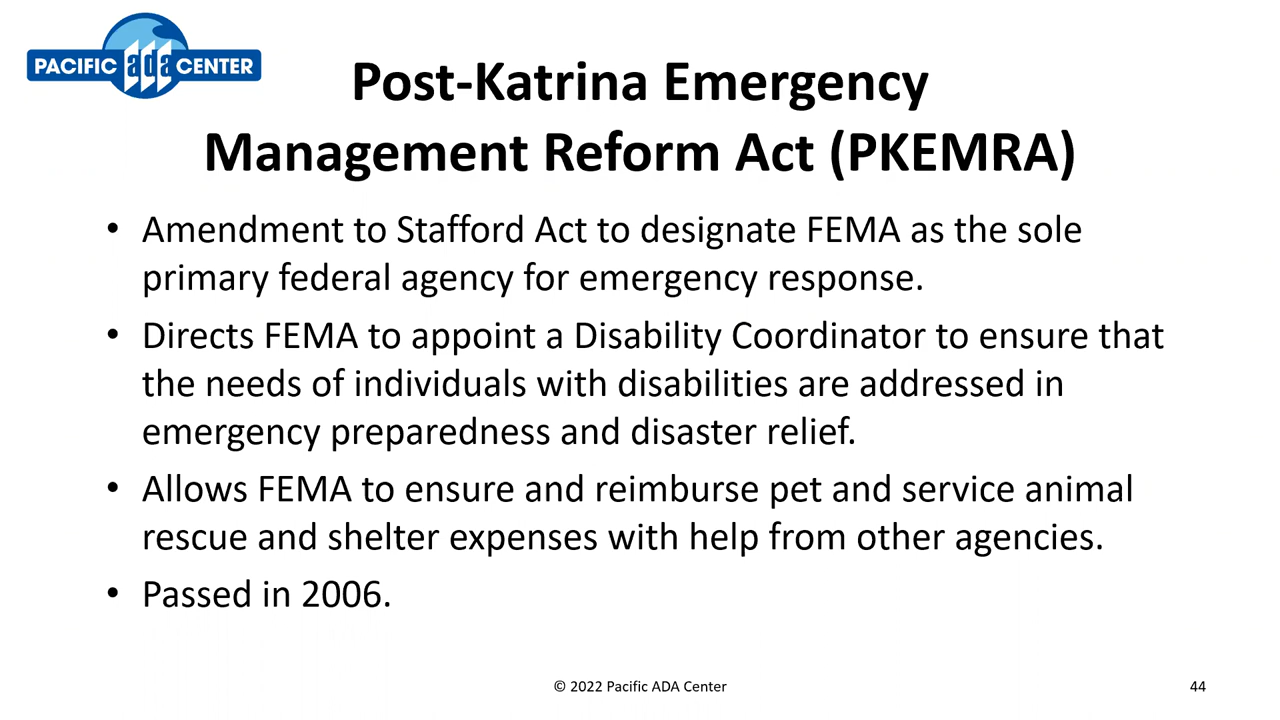 PACIFIC ada CENTER
Post-Katrina Emergency
Management Reform Act (PKEMRA)
• Amendment to Stafford Act to designate FEMA as the sole
primary federal agency for emergency response.
• Directs FEMA to appoint a Disability Coordinator to ensure that
the needs of individuals with disabilities are addressed in
emergency preparedness and disaster relief.
• Allows FEMA to ensure and reimburse pet and service animal
rescue and shelter expenses with help from other agencies.
• Passed in 2006.
© 2022 Pacific ADA Center
44